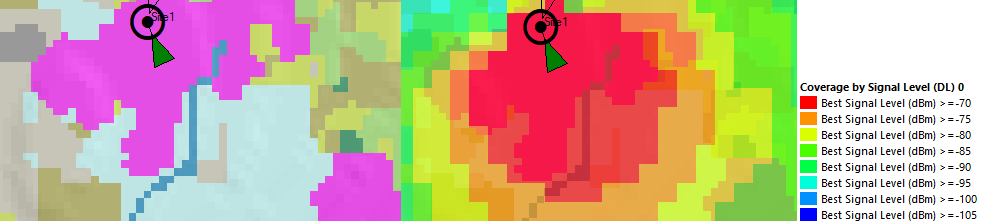 Site1
Site1
Coverage by Signal Level (DL) 0
Best Signal Level (dBm) >=-70
Best Signal Level (dBm) >=-75
Best Signal Level (dBm) >=-80
Best Signal Level (dBm) >=-85
Best Signal Level (dBm) >=-90
Best Signal Level (dBm) >=-95
Best Signal Level (dBm) >=-100
Best Signal Level (dBm) >=-105